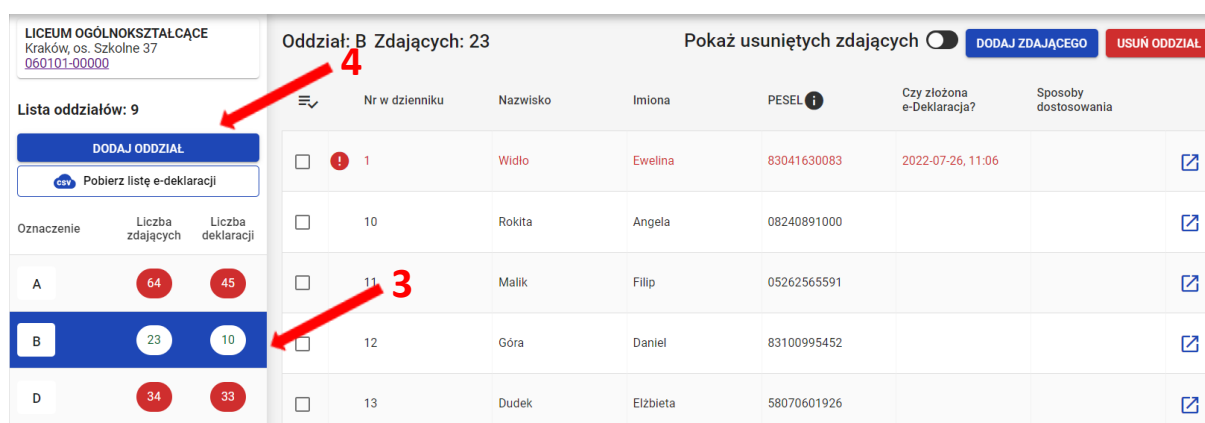 LICEUM OGÓLNOKSZTAŁCĄCE
Kraków, os. Szkolne 37
060101-00000
Lista oddziałów: 9
DODAJ ODDZIAŁ
CSV Pobierz listę e-deklaracji
Oznaczenie Liczba zdających Liczba deklaracji
A 64 45
B 23 10
D 34 33
4
3
Oddział: B Zdających: 23 Pokaż usuniętych zdających DODAJ ZDAJĄCEGO USUŃ ODDZIAŁ
Nr w dzienniku Nazwisko Imiona PESEL Czy złożona e-Deklaracja? Sposoby dostosowania
1 Widło Ewelina 83041630083 2022-07-26, 11:06
10 Rokita Angela 08240891000
11 Malik Filip 05262565591
12 Góra Daniel 83100995452
13 Dudek Elżbieta 58070601926